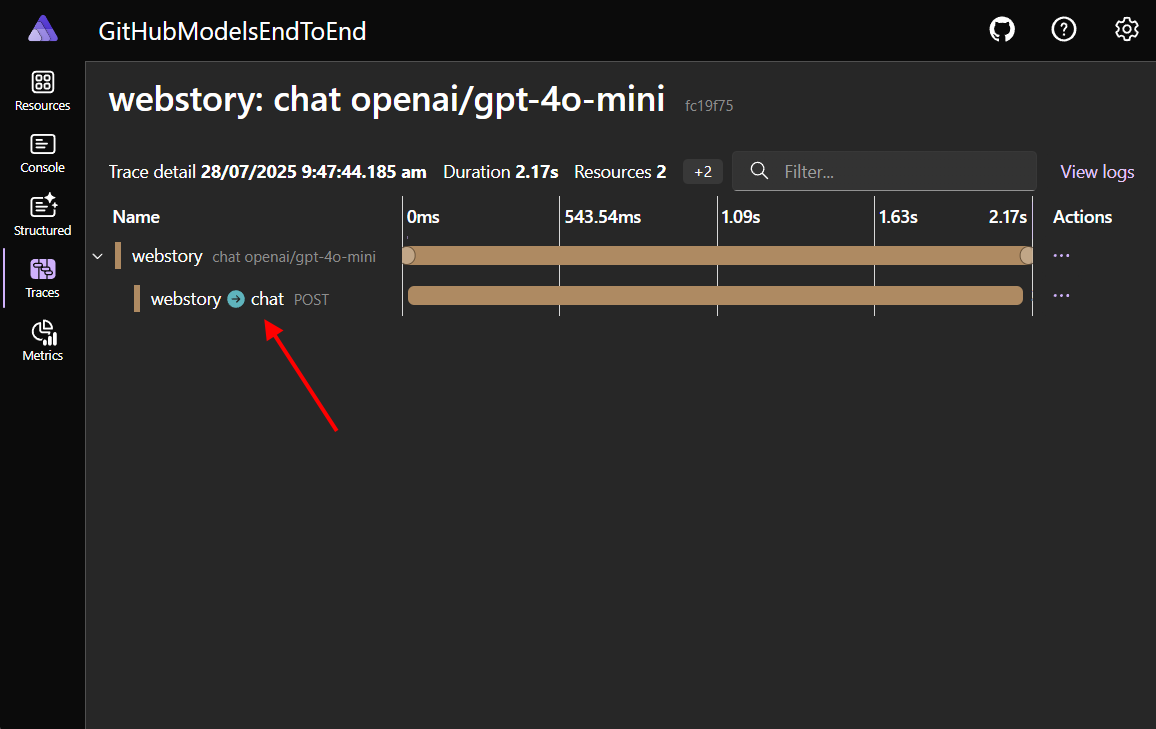 GitHubModelsEndToEnd
Resources
Console
Structured
Traces
Metrics
webstory: chat openai/gpt-4o-mini fc19f75
Trace detail 28/07/2025 9:47:44.185 am Duration 2.17s Resources 2 +2 Filter... View logs
Name 0ms 543.54ms 1.09s 1.63s 2.17s Actions
webstory chat openai/gpt-4o-mini ...
webstory chat POST ...